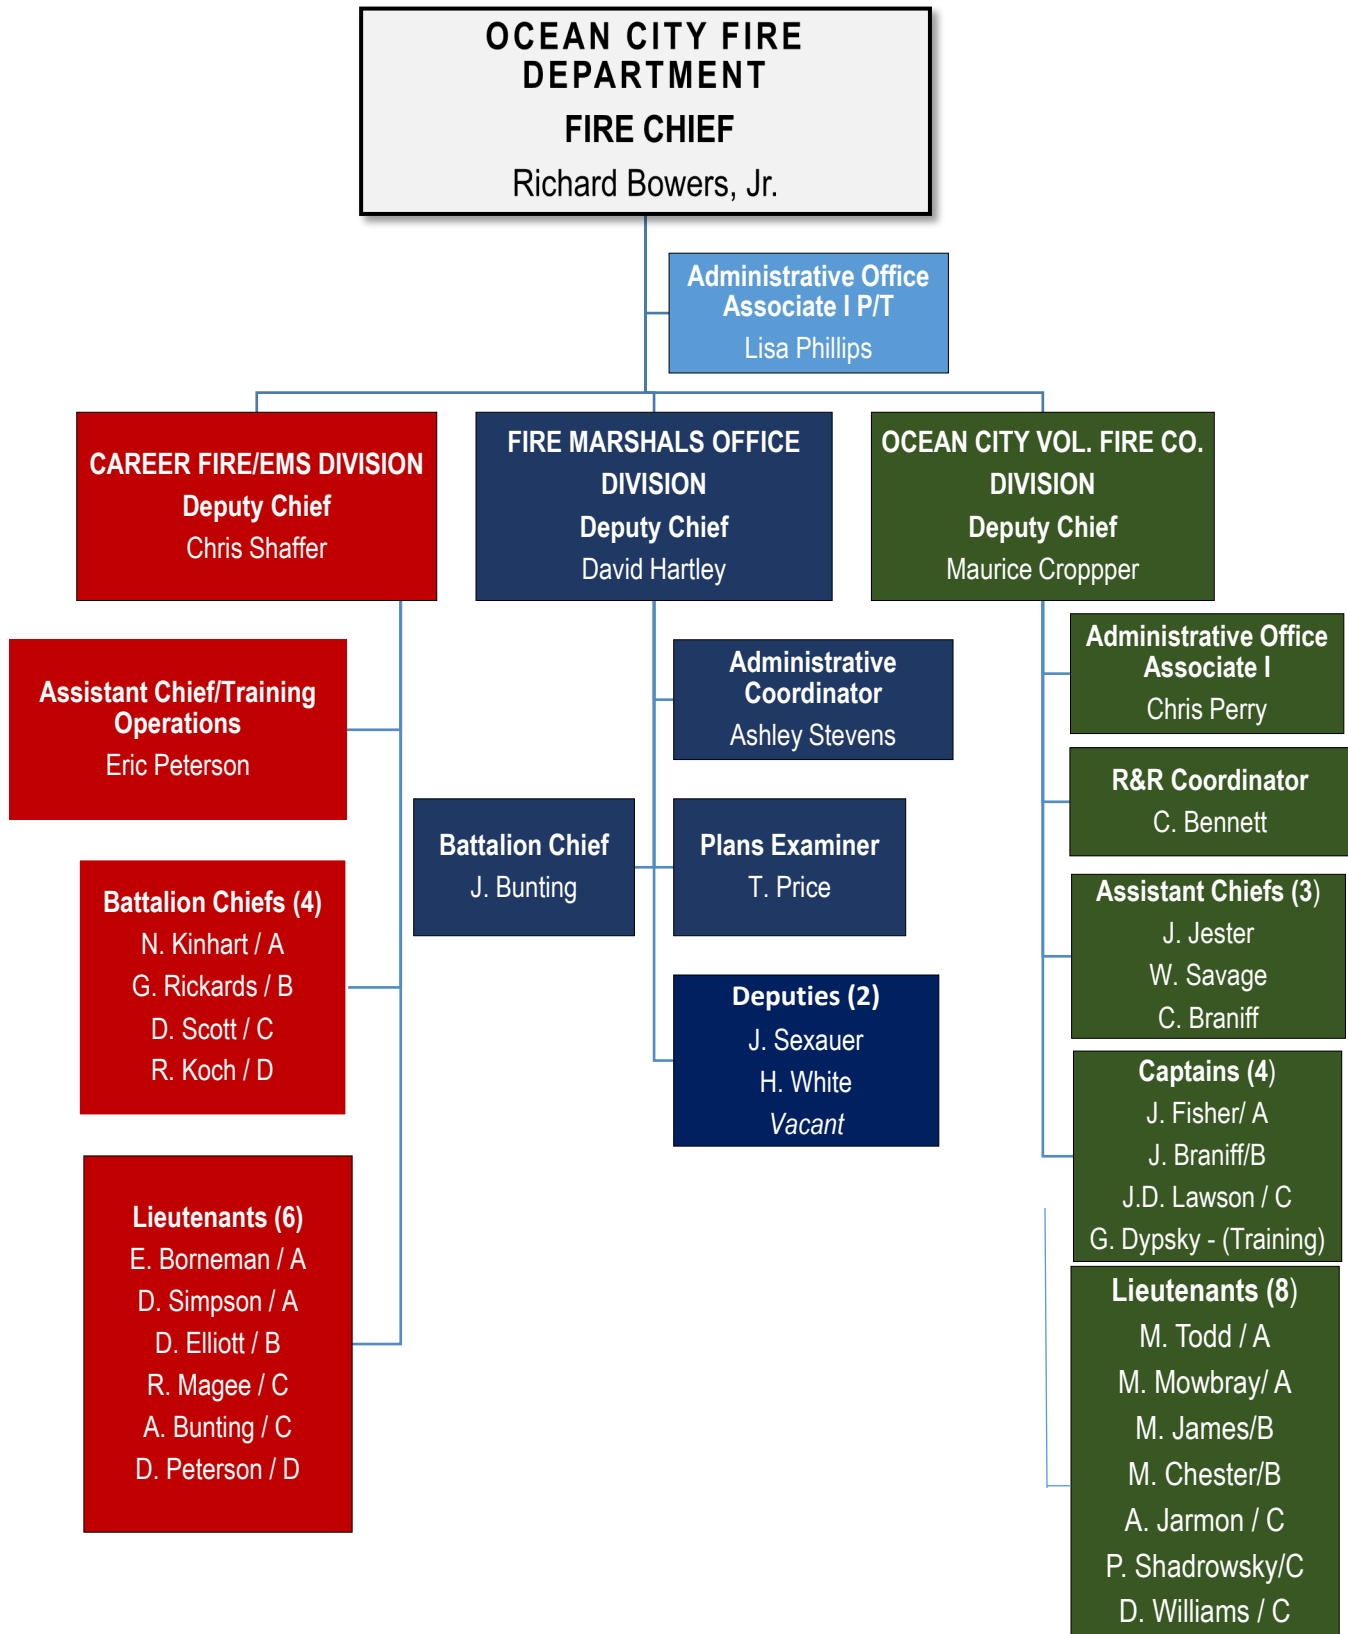 OCEAN CITY FIRE
DEPARTMENT
FIRE CHIEF
Richard Bowers, Jr.
Administrative Office
Associate I P/T
Lisa Phillips
CAREER FIRE/EMS DIVISION
Deputy Chief
Chris Shaffer
FIRE MARSHALS OFFICE
DIVISION
Deputy Chief
David Hartley
OCEAN CITY VOL. FIRE CO.
DIVISION
Deputy Chief
Maurice Croppper
Assistant Chief/Training
Operations
Eric Peterson
Battalion Chiefs (4)
N. Kinhart / A
G. Rickards / B
D. Scott / C
R. Koch / D
Lieutenants (6)
E. Borneman / A
D. Simpson / A
D. Elliott / B
R. Magee / C
A. Bunting / C
D. Peterson / D
Administrative
Coordinator
Ashley Stevens
Battalion Chief
J. Bunting
Plans Examiner
T. Price
Deputies (2)
J. Sexauer
H. White
Vacant
Administrative Office
Associate I
Chris Perry
R&R Coordinator
C. Bennett
Assistant Chiefs (3)
J. Jester
W. Savage
C. Braniff
Captains (4)
J. Fisher/ A
J. Braniff/B
J.D. Lawson / C
G. Dypsky - (Training)
Lieutenants (8)
M. Todd / A
M. Mowbray/ A
M. James/B
M. Chester/B
A. Jarmon / C
P. Shadrowsky/C
D. Williams / C